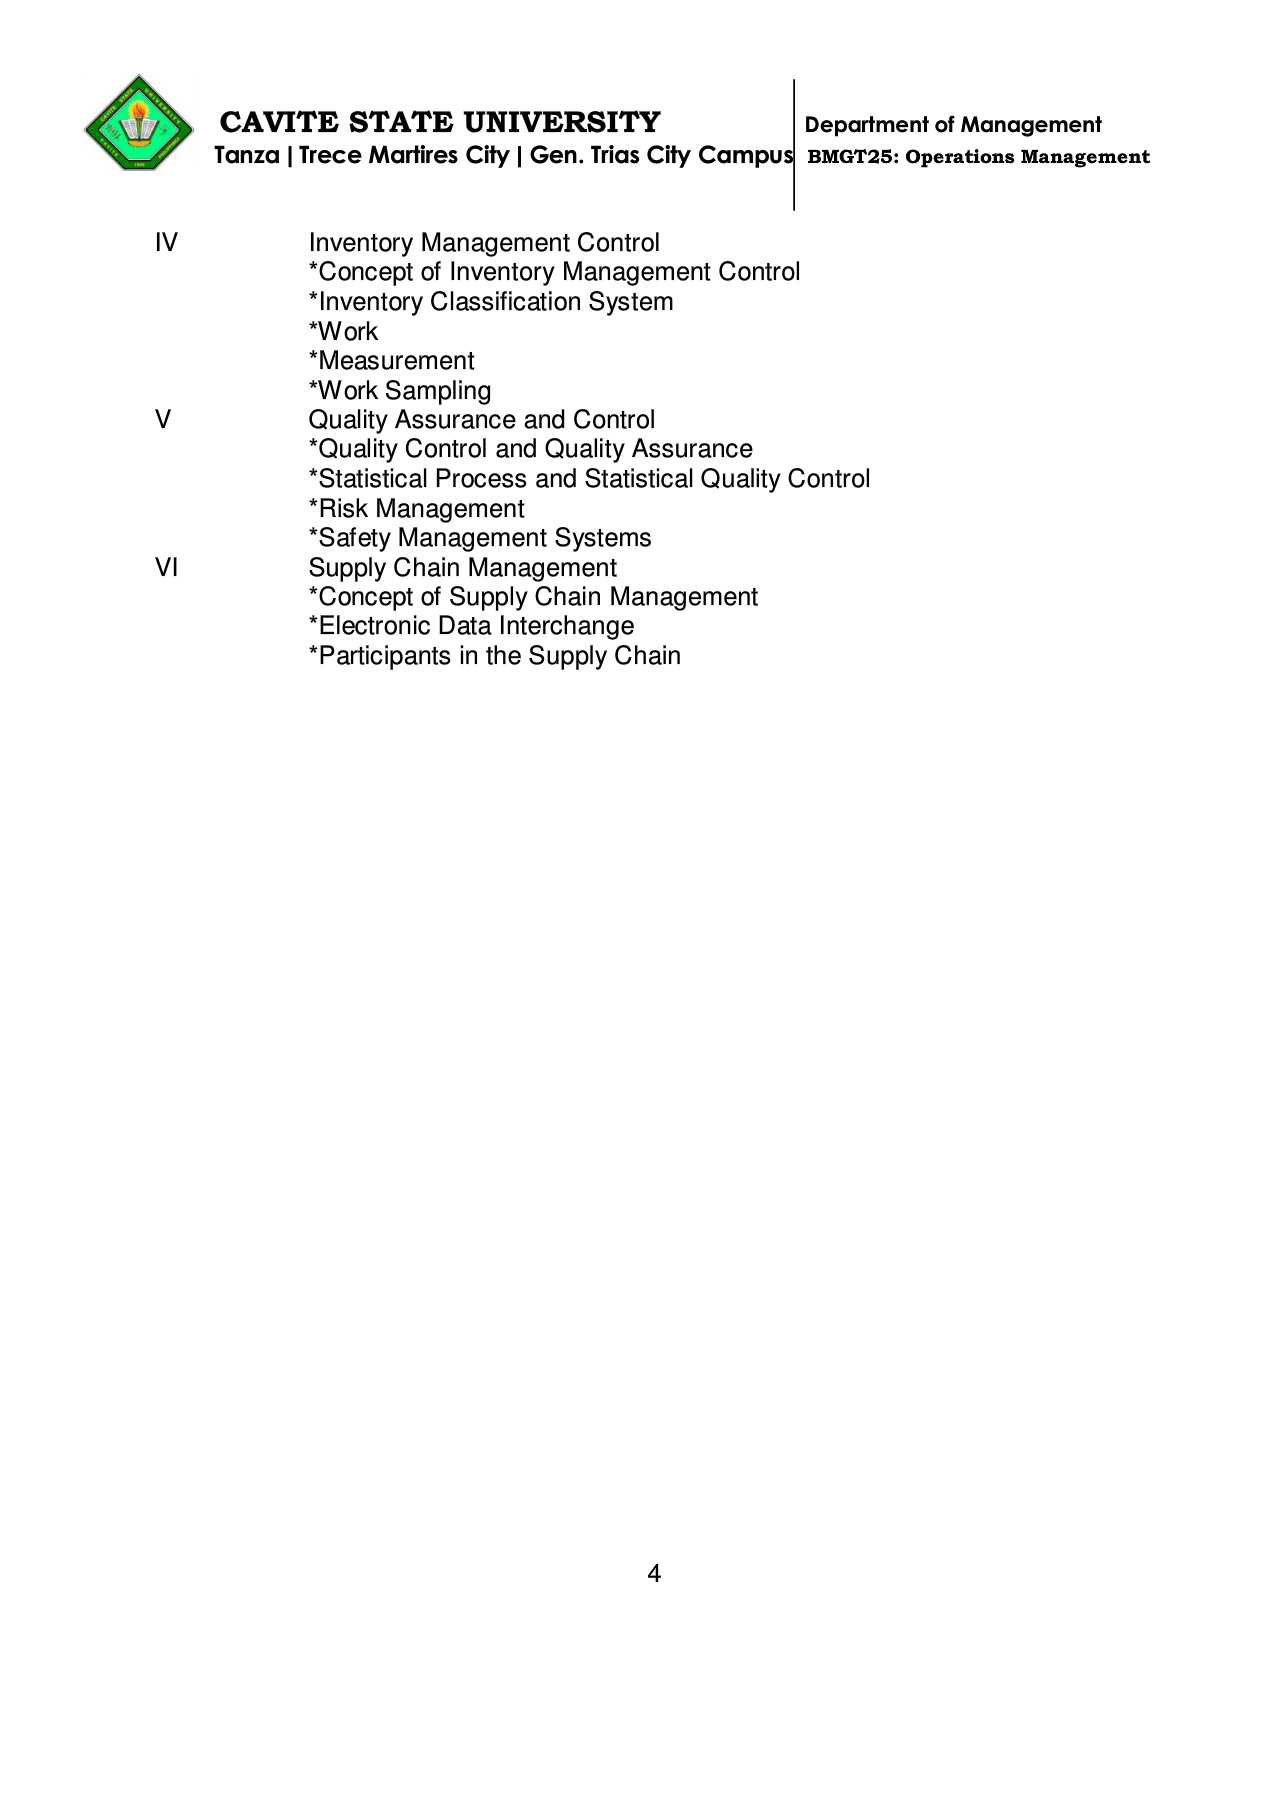 CAVITE STATE UNIVERSITY
Tanza | Trece Martires City | Gen. Trias City Campus
Department of Management
BMGT25: Operations Management
IV Inventory Management Control
*Concept of Inventory Management Control
*Inventory Classification System
*Work
*Measurement
*Work Sampling
V Quality Assurance and Control
*Quality Control and Quality Assurance
*Statistical Process and Statistical Quality Control
*Risk Management
*Safety Management Systems
VI Supply Chain Management
*Concept of Supply Chain Management
*Electronic Data Interchange
*Participants in the Supply Chain
4